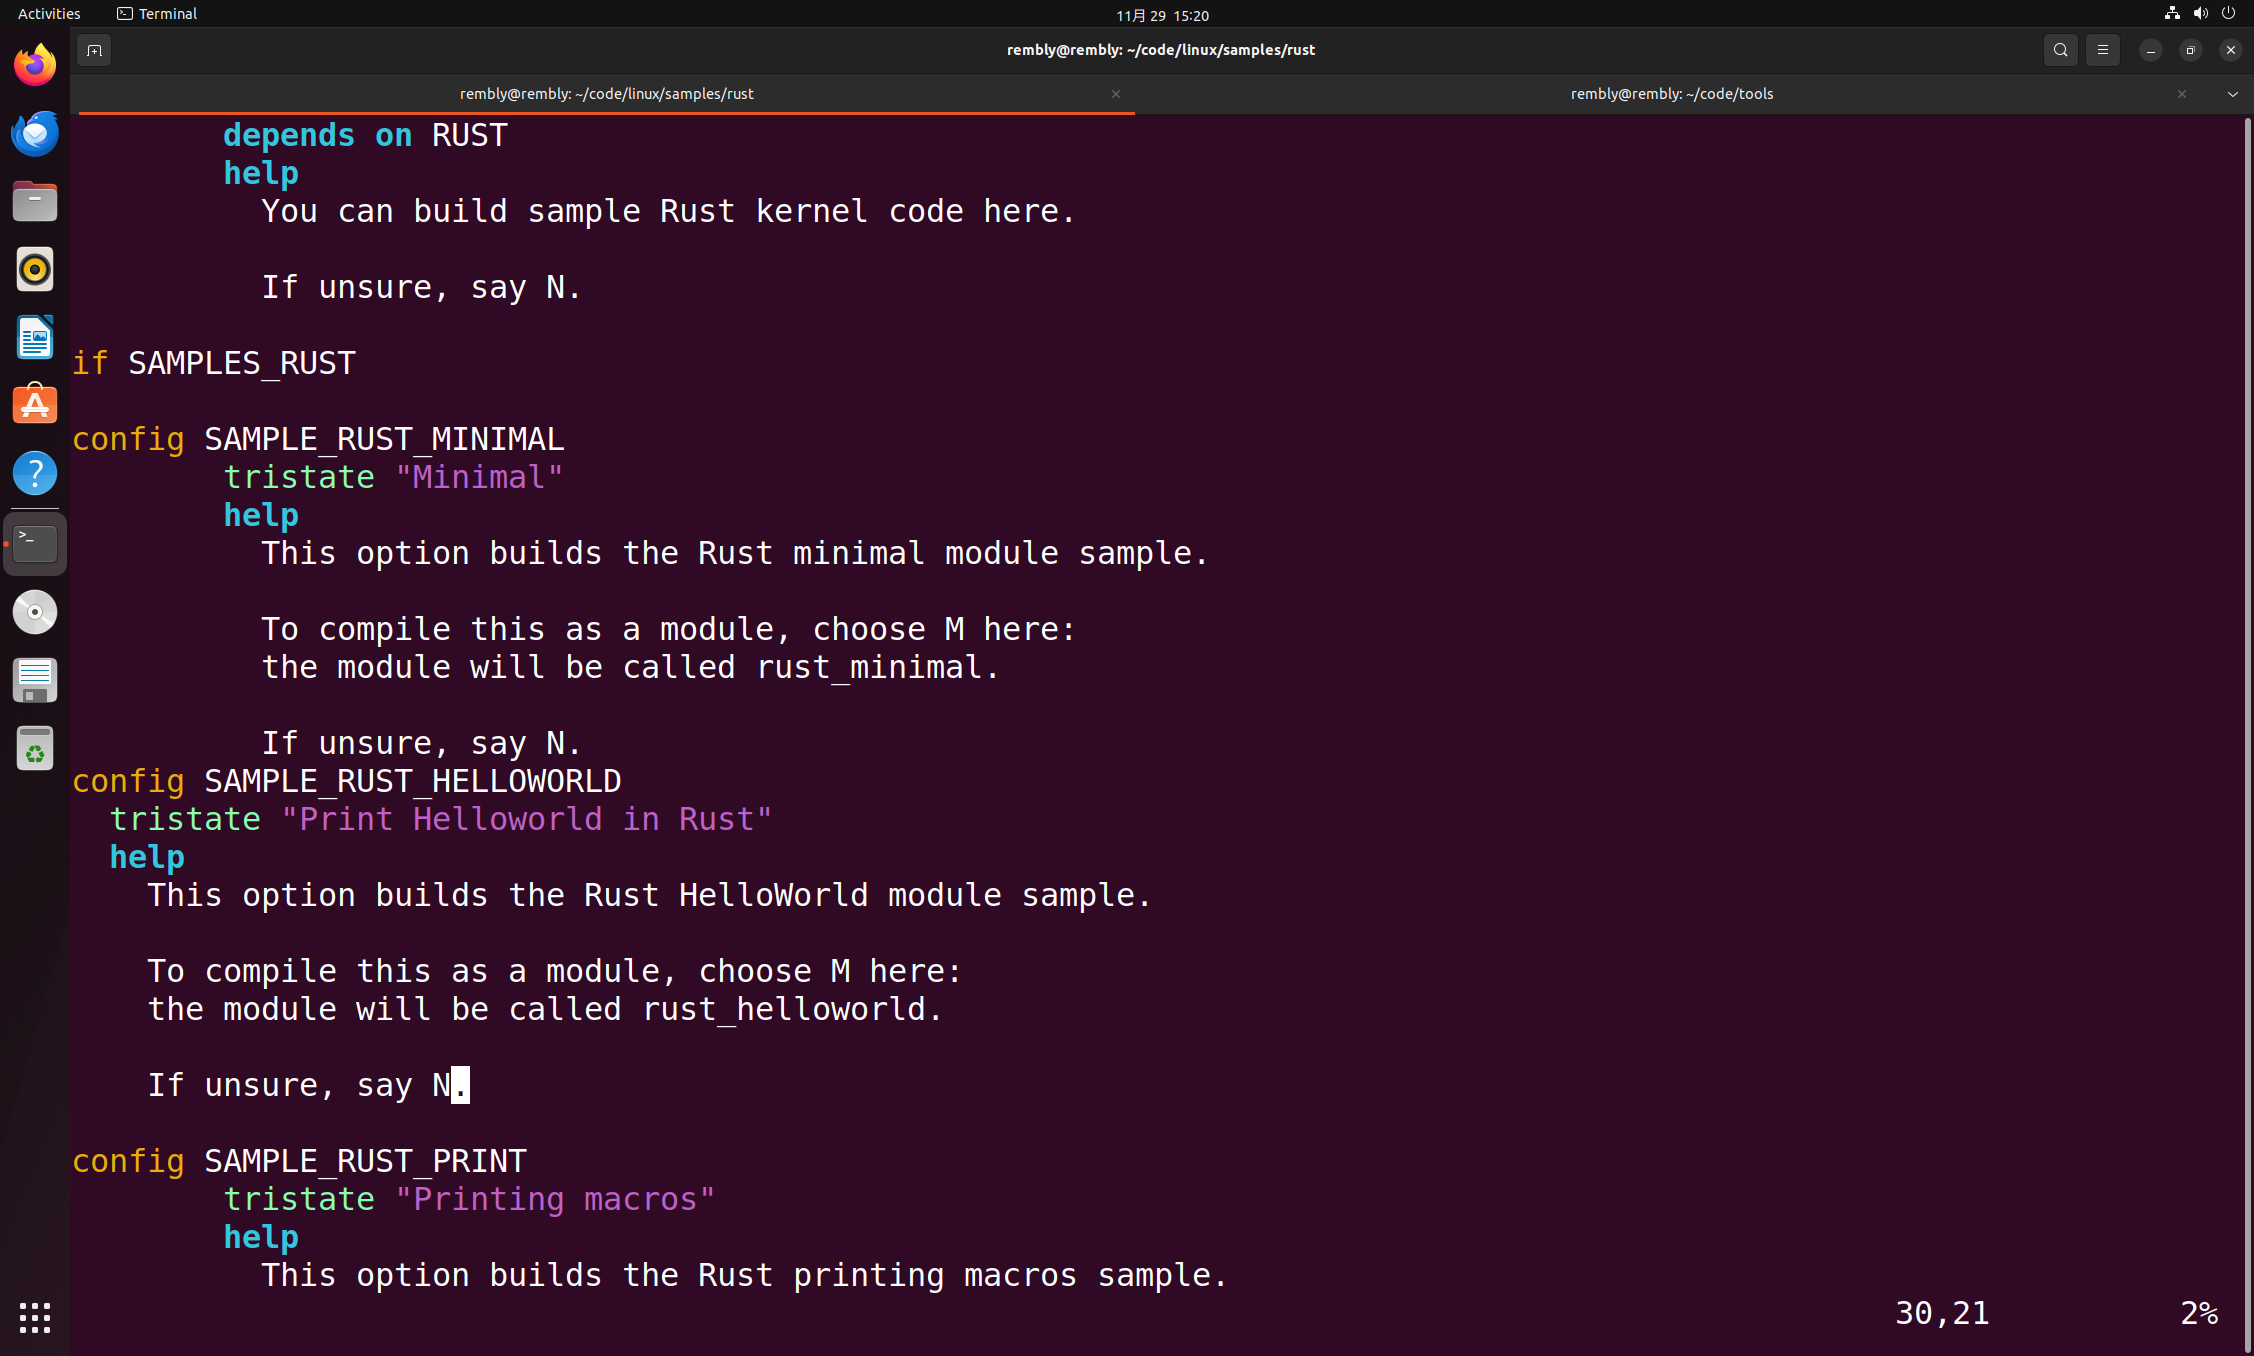 Activities
Terminal
11月 29 15:20
rembly@rembly: ~/code/linux/samples/rust
rembly@rembly: ~/code/linux/samples/rust
rembly@rembly: ~/code/tools
depends on RUST
help
You can build sample Rust kernel code here.
If unsure, say N.
if SAMPLES_RUST
config SAMPLE_RUST_MINIMAL
tristate "Minimal"
help
This option builds the Rust minimal module sample.
To compile this as a module, choose M here:
the module will be called rust_minimal.
If unsure, say N.
config SAMPLE_RUST_HELLOWORLD
tristate "Print Helloworld in Rust"
help
This option builds the Rust HelloWorld module sample.
To compile this as a module, choose M here:
the module will be called rust_helloworld.
If unsure, say N.
config SAMPLE_RUST_PRINT
tristate "Printing macros"
help
This option builds the Rust printing macros sample.
30,21 2%